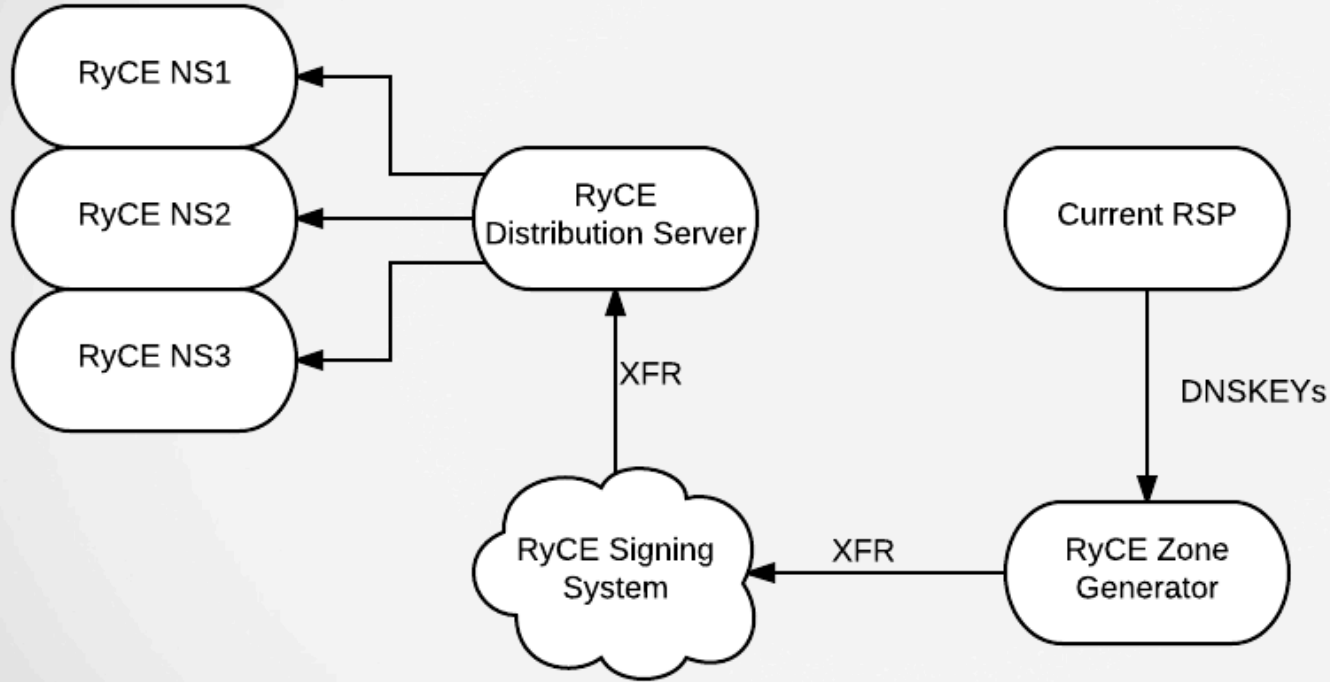 RyCE NS1
RyCE NS2
RyCE NS3
RyCE
Distribution Server
Current RSP
XFR
DNSKEYs
RyCE Signing
System
XFR
RyCE Zone
Generator